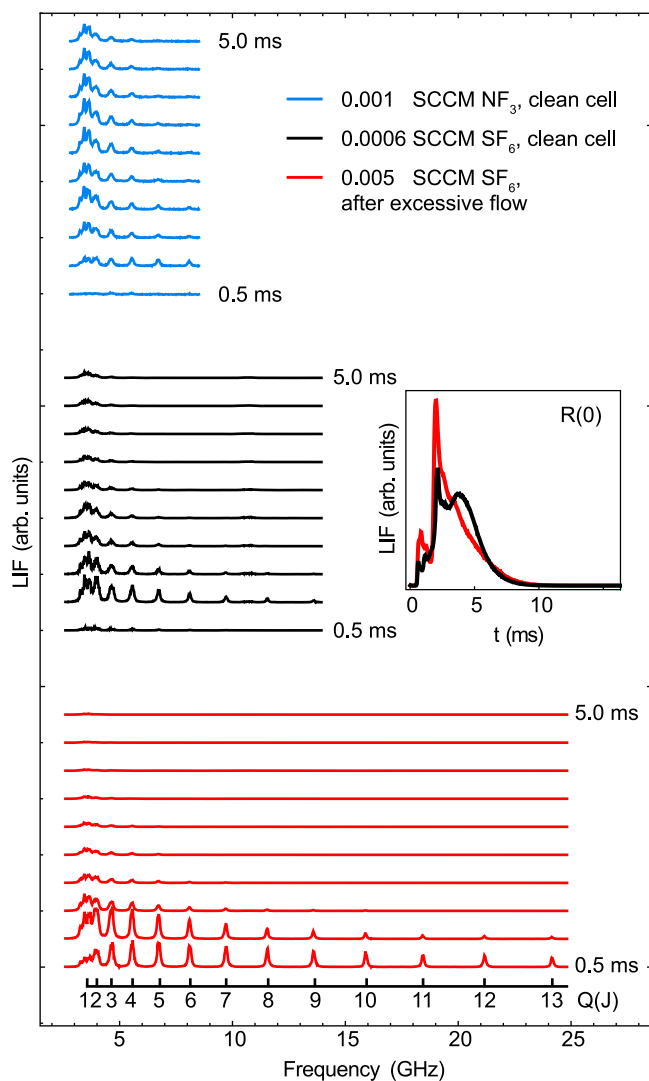 5.0 ms
0.001 SCCM NF₃, clean cell
0.0006 SCCM SF₆, clean cell
0.005 SCCM SF₆,
after excessive flow
0.5 ms
5.0 ms
R(0)
LIF (arb. units)
0 5 10 15
t (ms)
0.5 ms
LIF (arb. units)
5.0 ms
0.5 ms
1 2 3 4 5 6 7 8 9 10 11 12 13 Q(J)
5 10 15 20 25
Frequency (GHz)